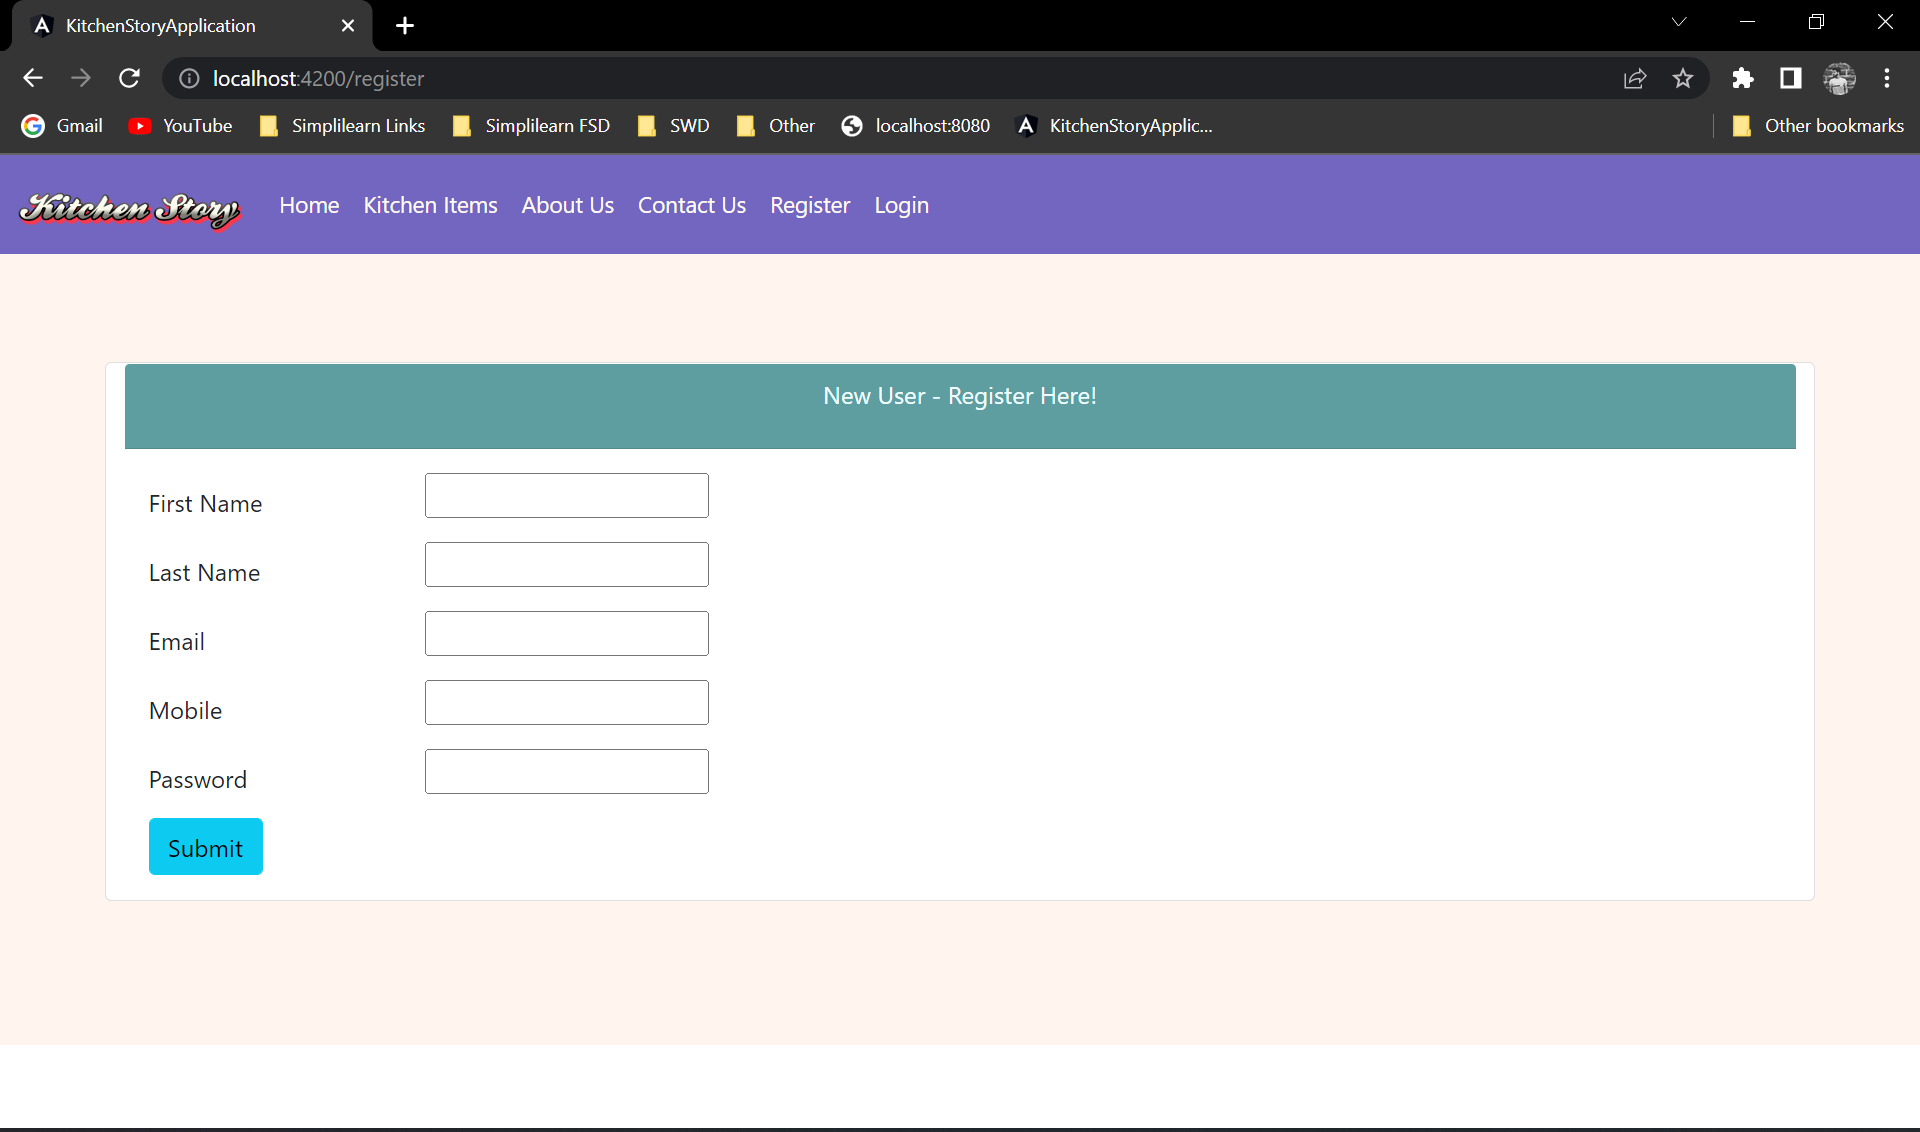 KitchenStoryApplication
localhost:4200/register
Gmail YouTube Simplilearn Links Simplilearn FSD SWD Other localhost:8080 KitchenStoryApplic... Other bookmarks
Kitchen Story Home Kitchen Items About Us Contact Us Register Login
New User - Register Here!
First Name
Last Name
Email
Mobile
Password
Submit